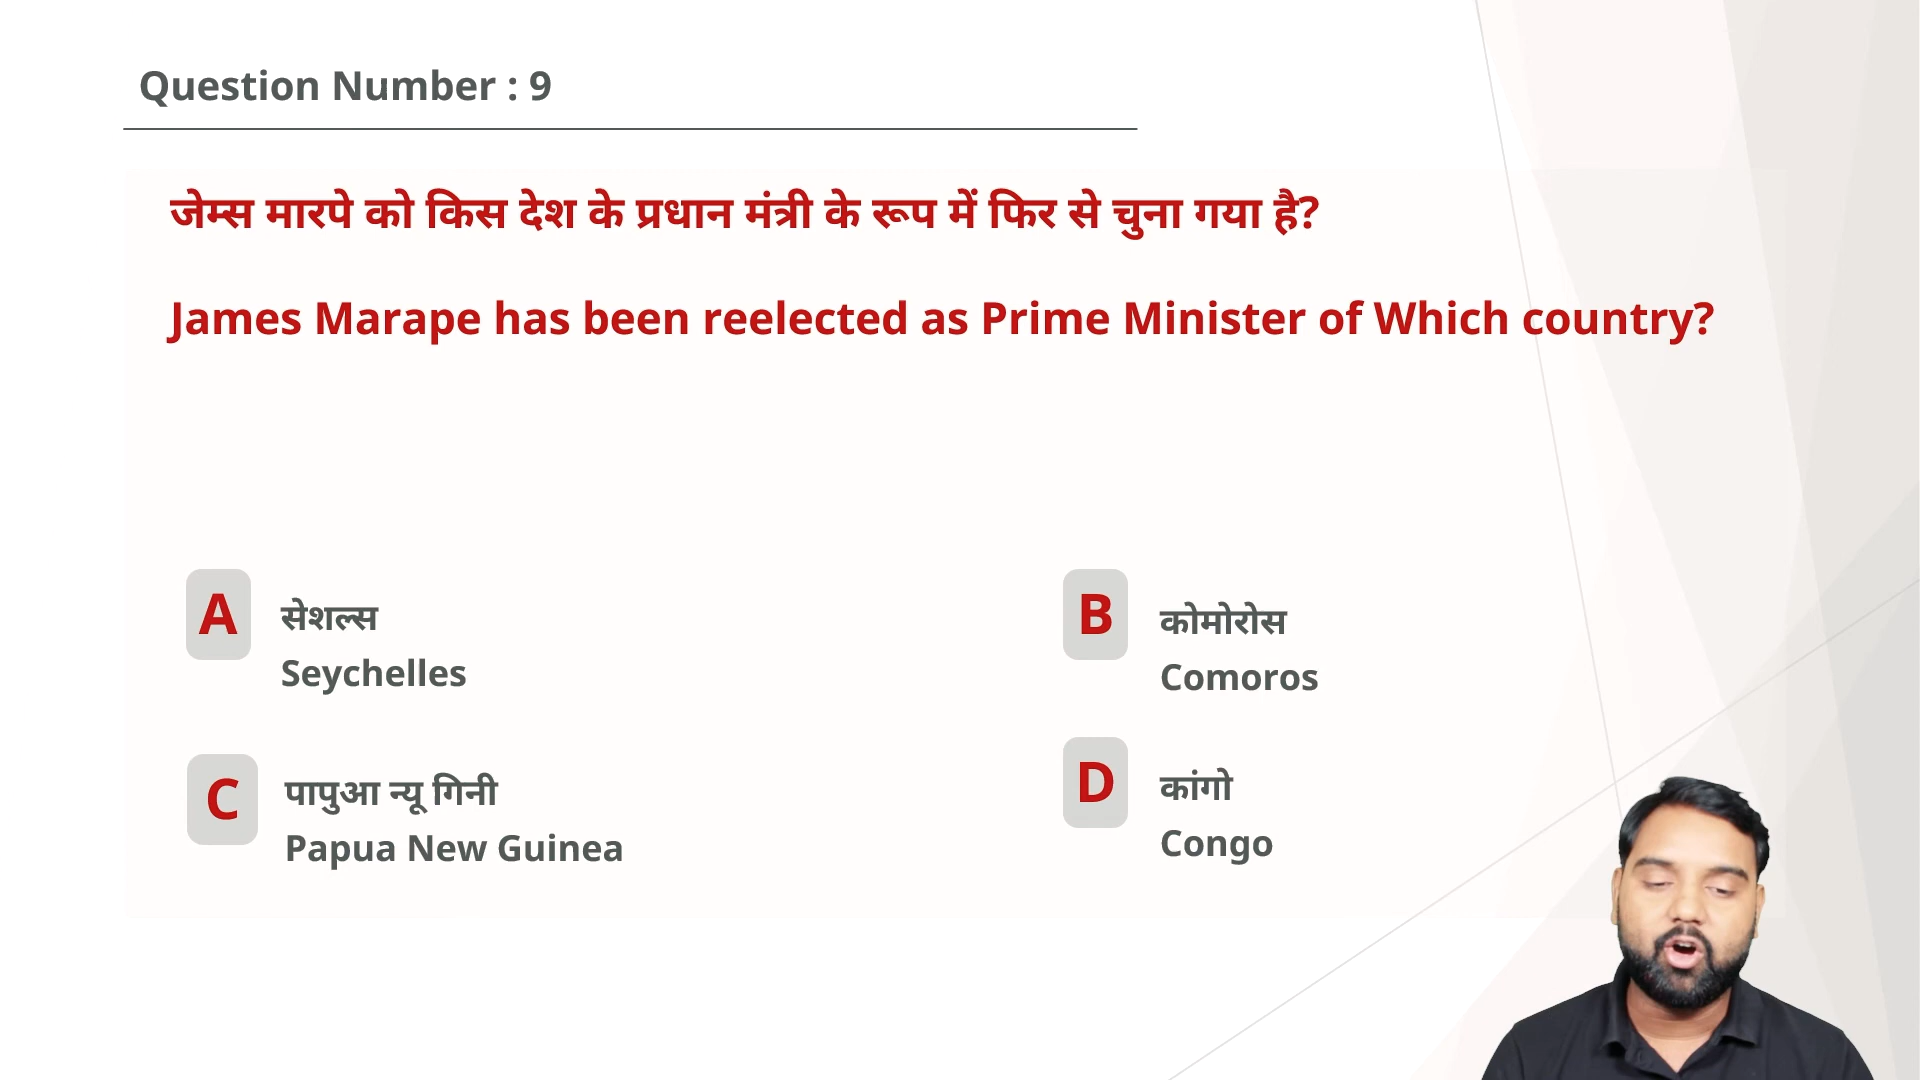 Question Number : 9
जेम्स मारपे को किस देश के प्रधान मंत्री के रूप में फिर से चुना गया है?
James Marape has been reelected as Prime Minister of Which country?
A
सेशल्स
Seychelles
B
कोमोरोस
Comoros
C
पापुआ न्यू गिनी
Papua New Guinea
D
कांगो
Congo